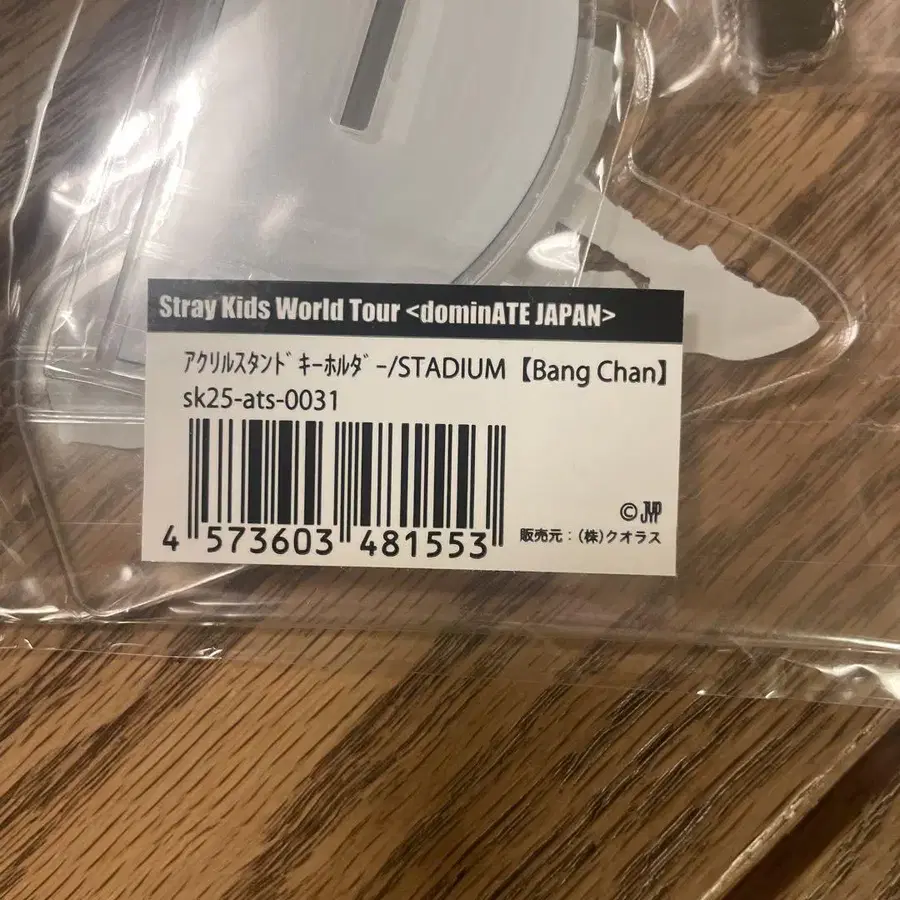 Stray Kids World Tour <dominATE JAPAN>
ｱｸﾘﾙｽﾀﾝﾄﾞｷｰﾎﾙﾀﾞｰ/STADIUM【Bang Chan】
sk25-ats-0031
4 573603 481553
©JYP
販売元：(株)クオラス